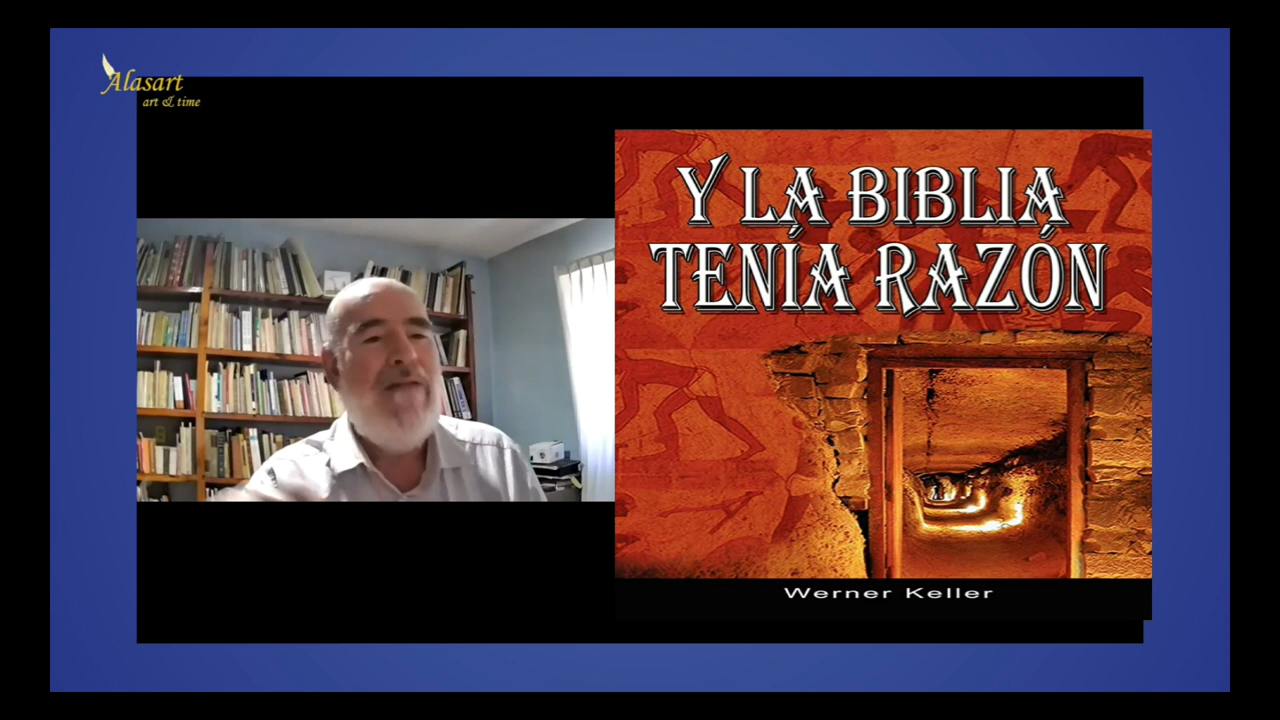 Alasart
art & time
Y LA BIBLIA
TENÍA RAZÓN
Werner Keller